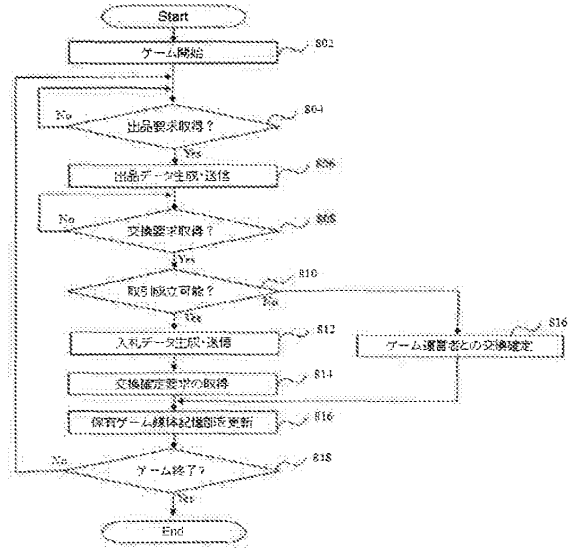 Start
ゲーム開始
802
No
出品要求取得?
804
Yes
出品データ生成・送信
806
No
交換要求取得?
808
Yes
取引成立可能?
810
No
Yes
入札データ生成・送信
812
ゲーム運営者との交換確定
816
交換確定要求の取得
814
保有ゲーム媒体記憶部を更新
816
No
ゲーム終了?
818
Yes
End